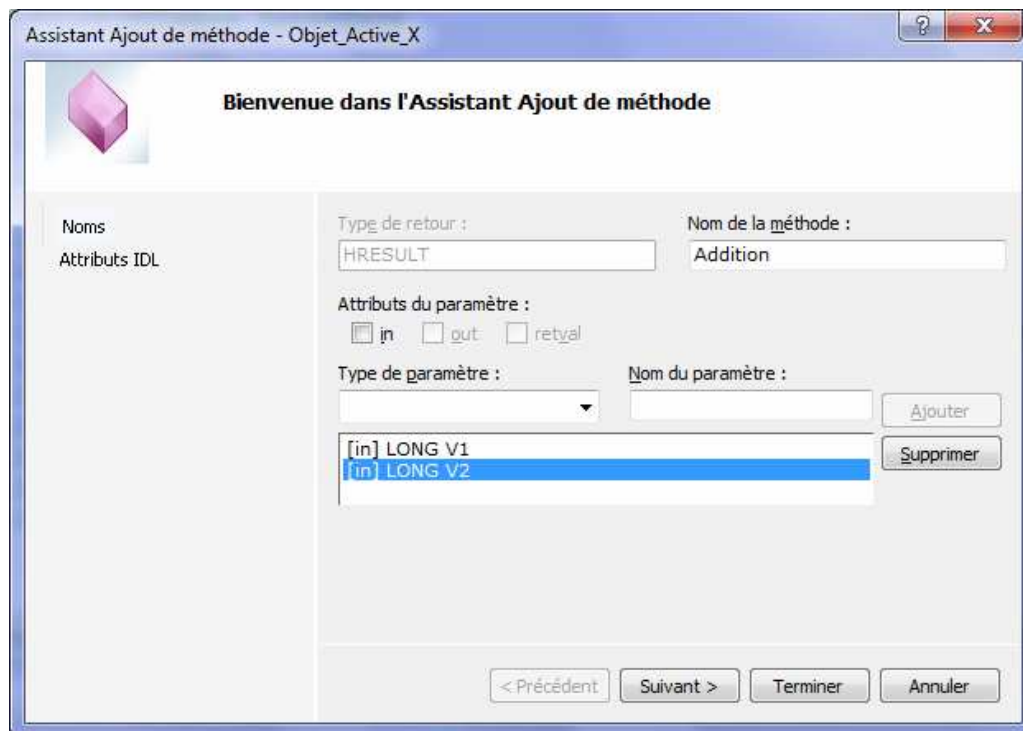 Assistant Ajout de méthode - Objet_Active_X
Bienvenue dans l'Assistant Ajout de méthode
Noms
Attributs IDL
Type de retour :
Nom de la méthode :
HRESULT
Addition
Attributs du paramètre :
in out retval
Type de paramètre :
Nom du paramètre :
Ajouter
[in] LONG V1
Supprimer
[in] LONG V2
< Précédent
Suivant >
Terminer
Annuler